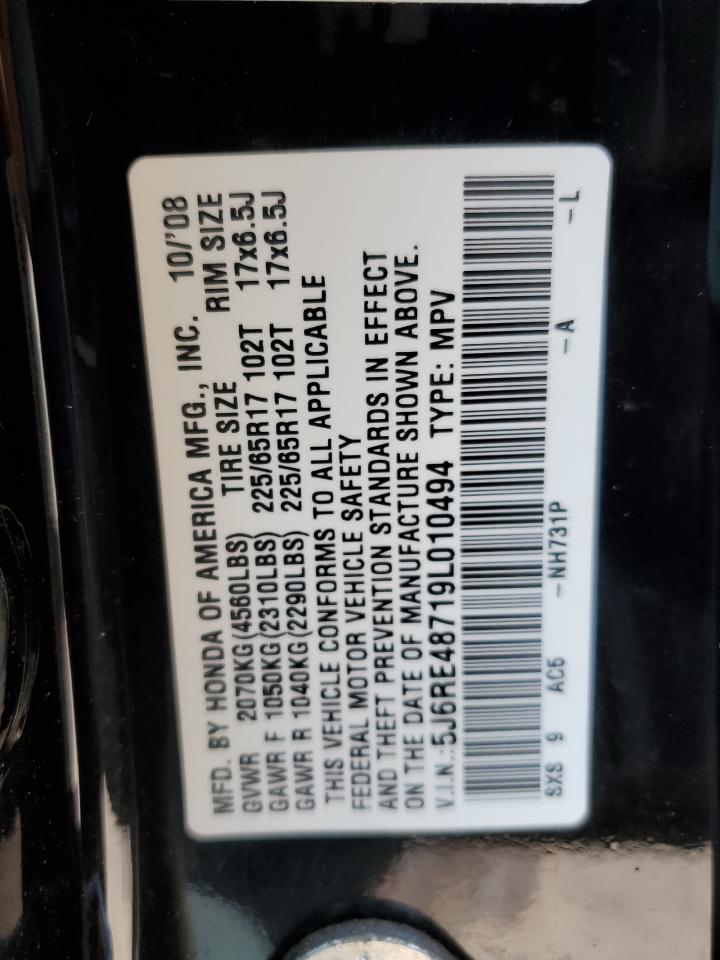 MFD. BY HONDA OF AMERICA MFG., INC. 10/'08
GVWR 2070KG(4560LBS) TIRE SIZE RIM SIZE
GAWR F 1050KG(2310LBS) 225/65R17 102T 17x6.5J
GAWR R 1040KG(2290LBS) 225/65R17 102T 17x6.5J
THIS VEHICLE CONFORMS TO ALL APPLICABLE
FEDERAL MOTOR VEHICLE SAFETY
AND THEFT PREVENTION STANDARDS IN EFFECT
ON THE DATE OF MANUFACTURE SHOWN ABOVE.
V.I.N.:5J6RE48719L010494 TYPE: MPV
SXS 9 AC5 -NH731P -A -L